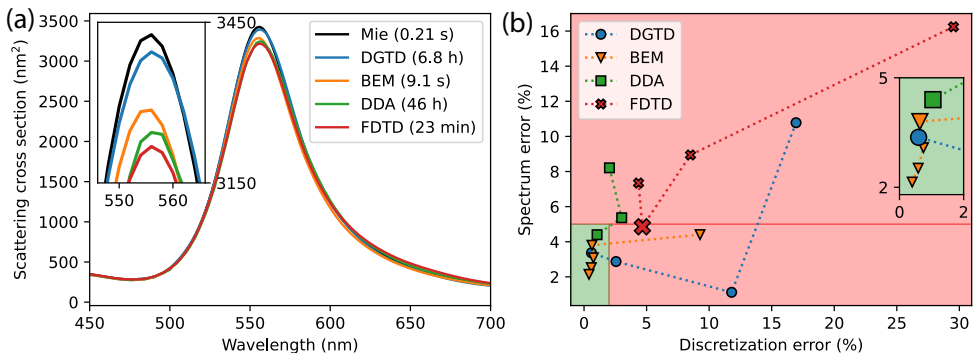 (a)
Scattering cross section (nm²)
3500
3000
2500
2000
1500
1000
500
0
450
500
550
600
650
700
Wavelength (nm)
3450
3150
550
560
Mie (0.21 s)
DGTD (6.8 h)
BEM (9.1 s)
DDA (46 h)
FDTD (23 min)
(b)
Spectrum error (%)
16
14
12
10
8
6
4
2
0
5
10
15
20
25
30
Discretization error (%)
DGTD
BEM
DDA
FDTD
5
2
0
2